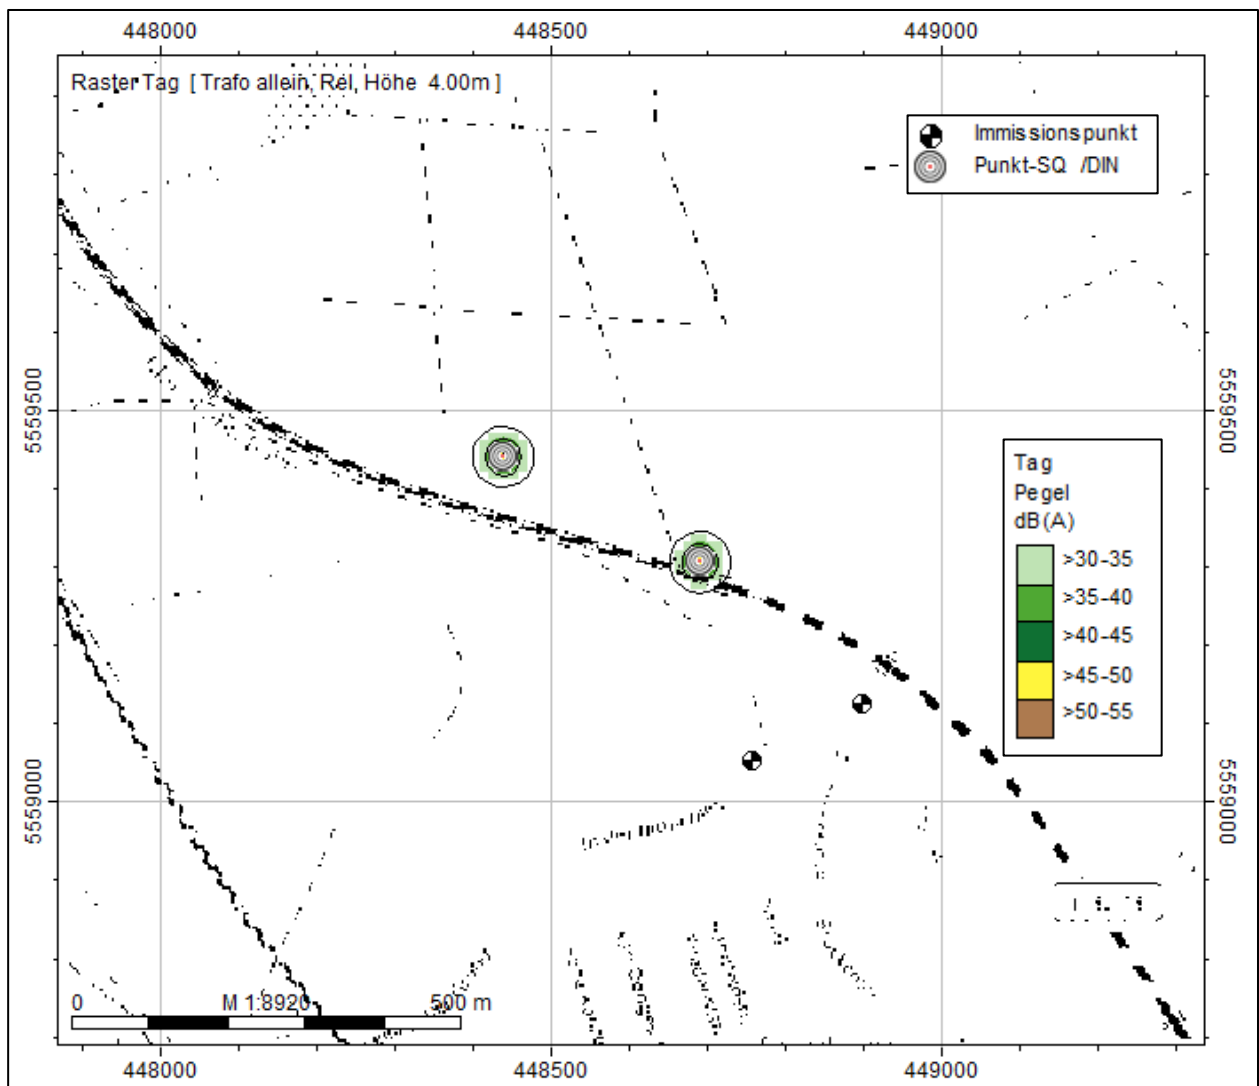 448000 448500 449000
Raster Tag [ Trafo allein, Rel, Höhe 4.00m ]
Immissionspunkt
Punkt-SQ /DIN
5559500
5559500
Tag
Pegel
dB(A)
>30-35
>35-40
>40-45
>45-50
>50-55
5559000
5559000
0 M 1:8920 500 m
448000 448500 449000